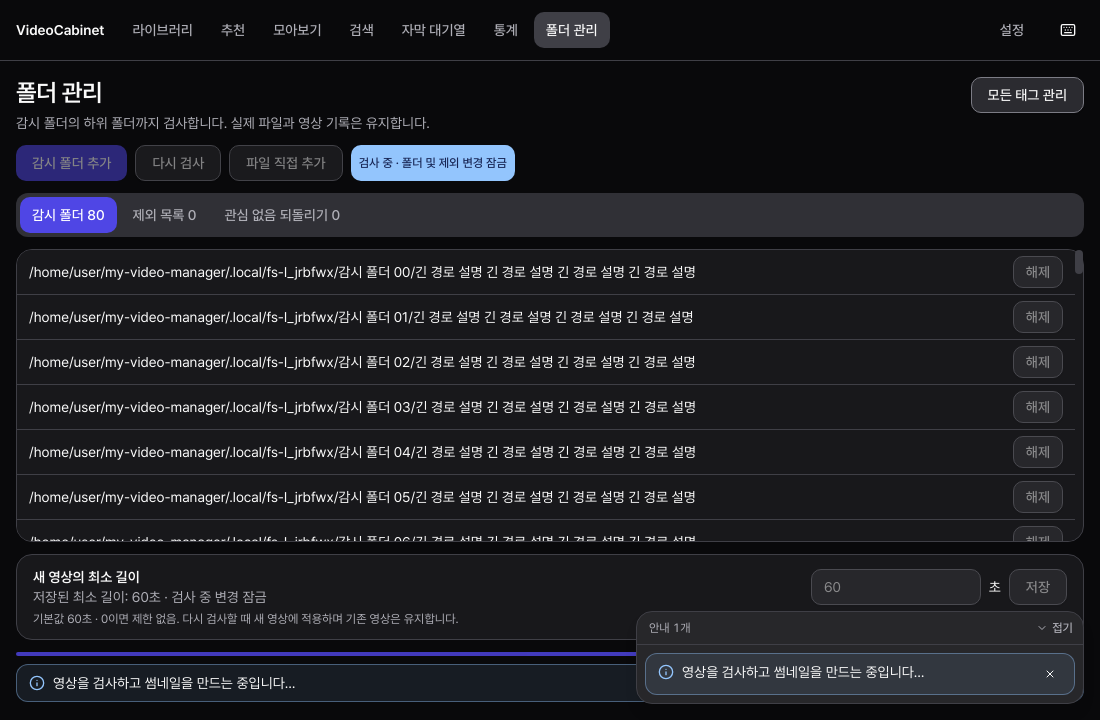 VideoCabinet 라이브러리 추천 모아보기 검색 자막 대기열 통계 폴더 관리 설정
폴더 관리
모든 태그 관리
감시 폴더의 하위 폴더까지 검사합니다. 실제 파일과 영상 기록은 유지합니다.
감시 폴더 추가 다시 검사 파일 직접 추가 검사 중 · 폴더 및 제외 변경 잠금
감시 폴더 80 제외 목록 0 관심 없음 되돌리기 0
/home/user/my-video-manager/.local/fs-l_jrbfwx/감시 폴더 00/긴 경로 설명 긴 경로 설명 긴 경로 설명 긴 경로 설명 해제
/home/user/my-video-manager/.local/fs-l_jrbfwx/감시 폴더 01/긴 경로 설명 긴 경로 설명 긴 경로 설명 긴 경로 설명 해제
/home/user/my-video-manager/.local/fs-l_jrbfwx/감시 폴더 02/긴 경로 설명 긴 경로 설명 긴 경로 설명 긴 경로 설명 해제
/home/user/my-video-manager/.local/fs-l_jrbfwx/감시 폴더 03/긴 경로 설명 긴 경로 설명 긴 경로 설명 긴 경로 설명 해제
/home/user/my-video-manager/.local/fs-l_jrbfwx/감시 폴더 04/긴 경로 설명 긴 경로 설명 긴 경로 설명 긴 경로 설명 해제
/home/user/my-video-manager/.local/fs-l_jrbfwx/감시 폴더 05/긴 경로 설명 긴 경로 설명 긴 경로 설명 긴 경로 설명 해제
새 영상의 최소 길이
저장된 최소 길이: 60초 · 검사 중 변경 잠금
60 초 저장
기본값 60초 · 0이면 제한 없음. 다시 검사할 때 새 영상에 적용하며 기존 영상은 유지합니다.
안내 1개 접기
영상을 검사하고 썸네일을 만드는 중입니다...
영상을 검사하고 썸네일을 만드는 중입니다...